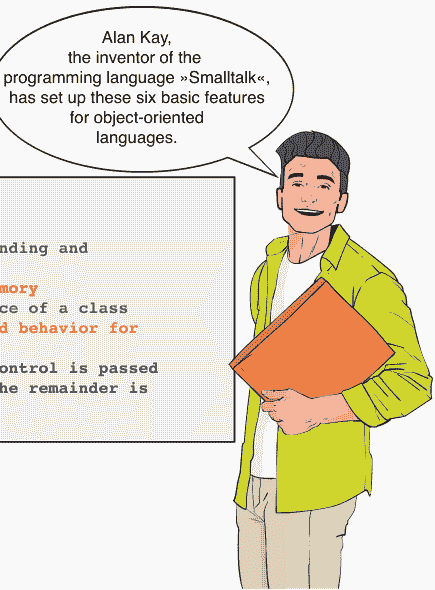 Alan Kay,
the inventor of the
programming language »Smalltalk«,
has set up these six basic features
for object-oriented
languages.
nding and
mory
ce of a class
d behavior for
ontrol is passed
he remainder is